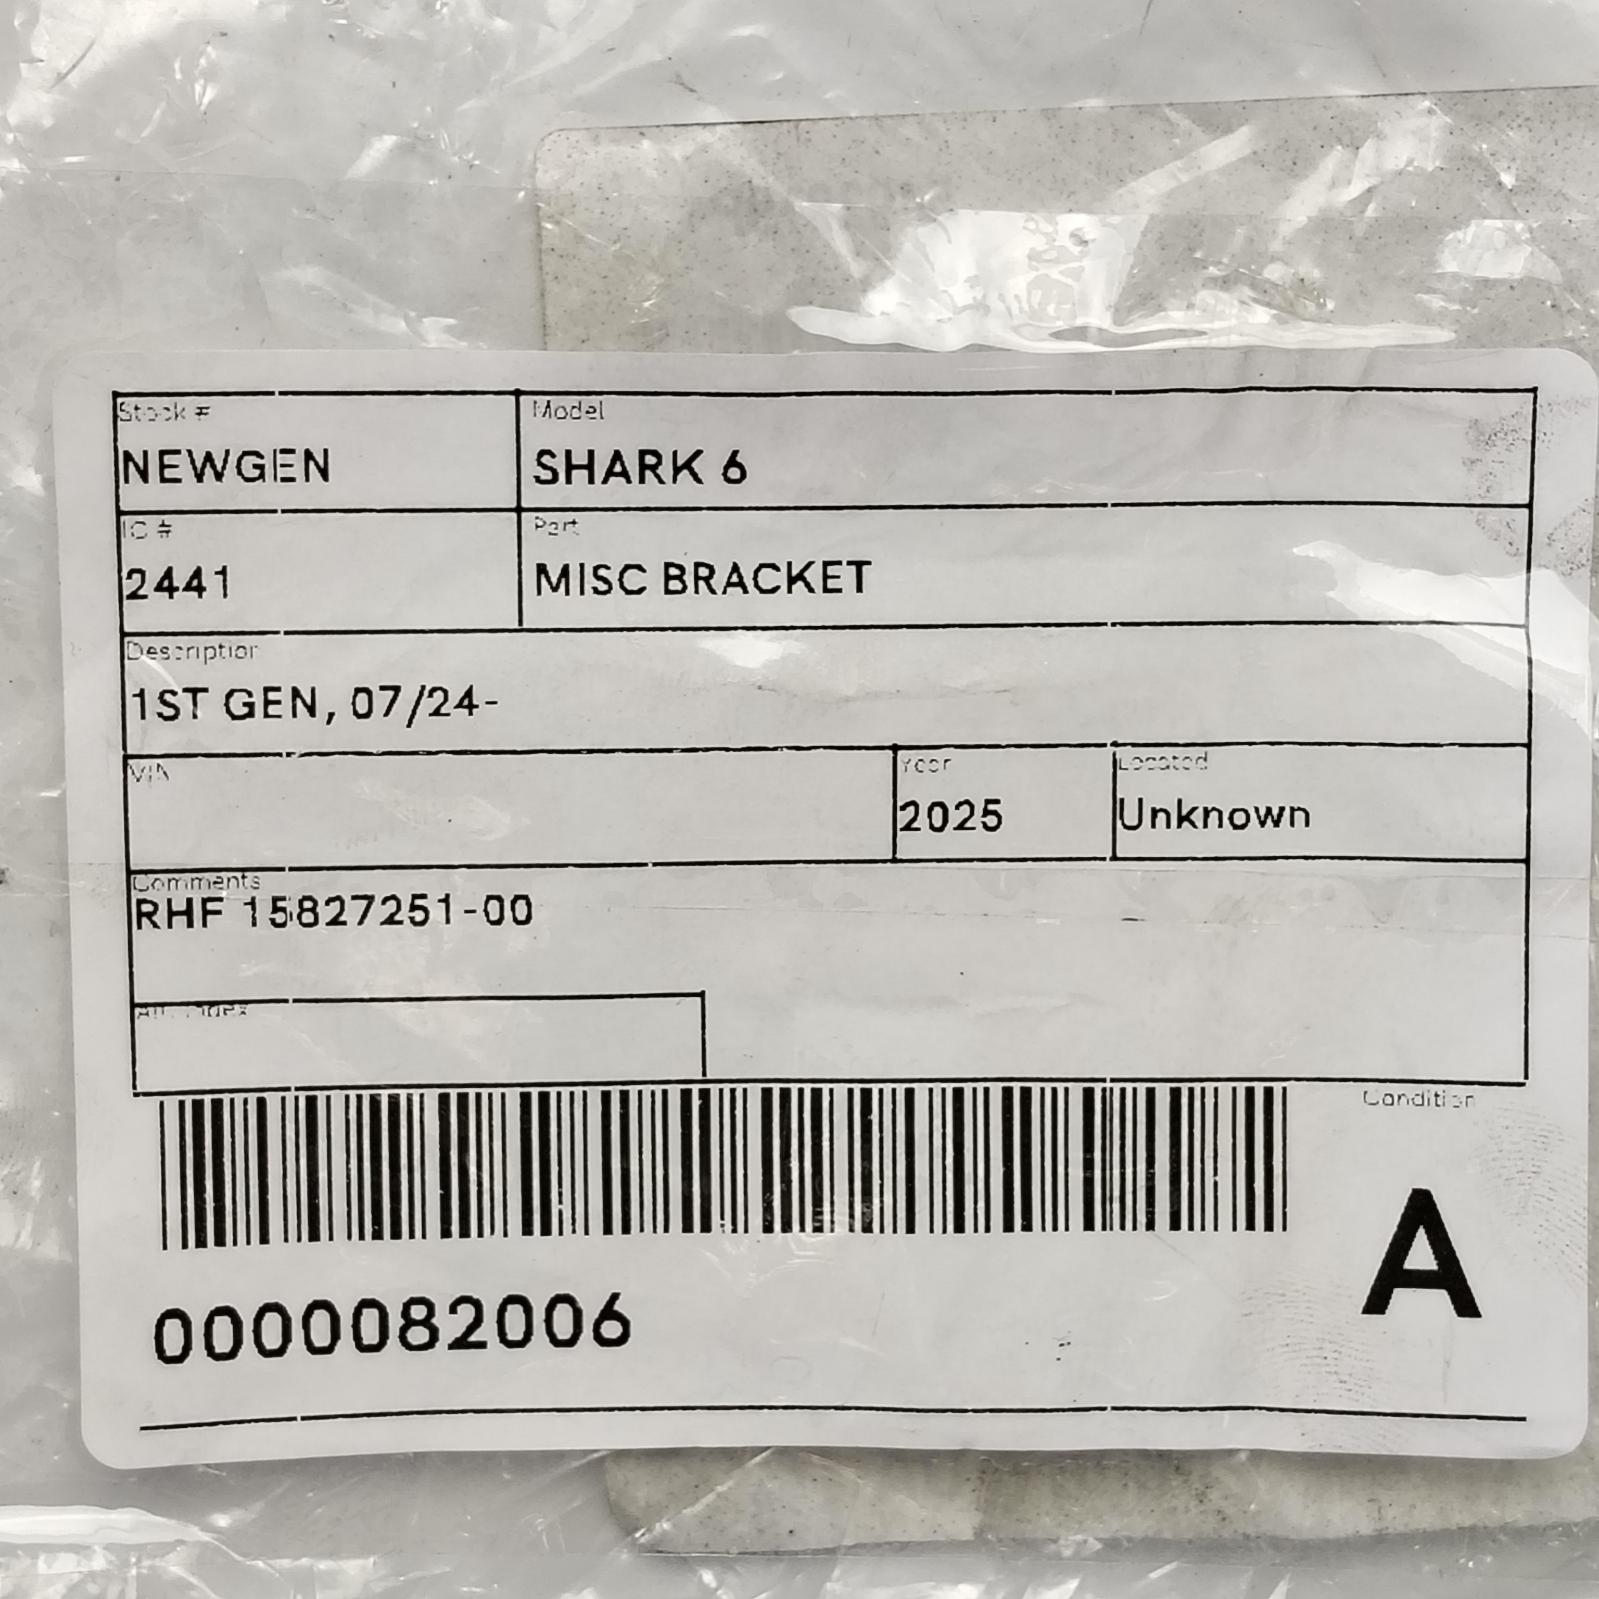 Stock #
Model
NEWGEN
SHARK 6
IC #
Part
2441
MISC BRACKET
Description
1ST GEN, 07/24-
VIN
Year
Located
2025
Unknown
Comments
RHF 15827251-00
Index
Condition
A
0000082006